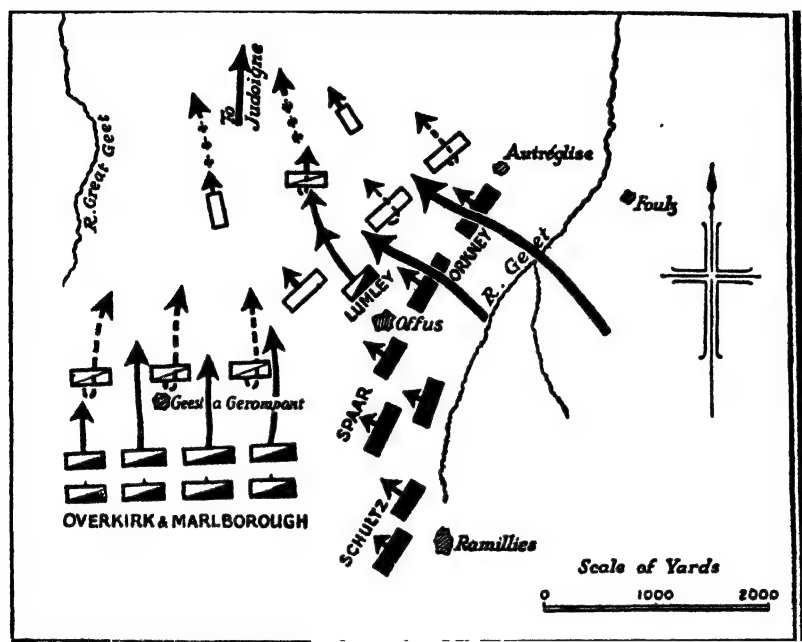 To
Judoigne
R. Great Geet
Autréglise
Foulz
ORKNEY
R. Geeet
LUMLEY
Offus
Geest a Gerompont
SPAAR
OVERKIRK & MARLBOROUGH
SCHULTZ
Ramillies
Scale of Yards
0 1000 2000